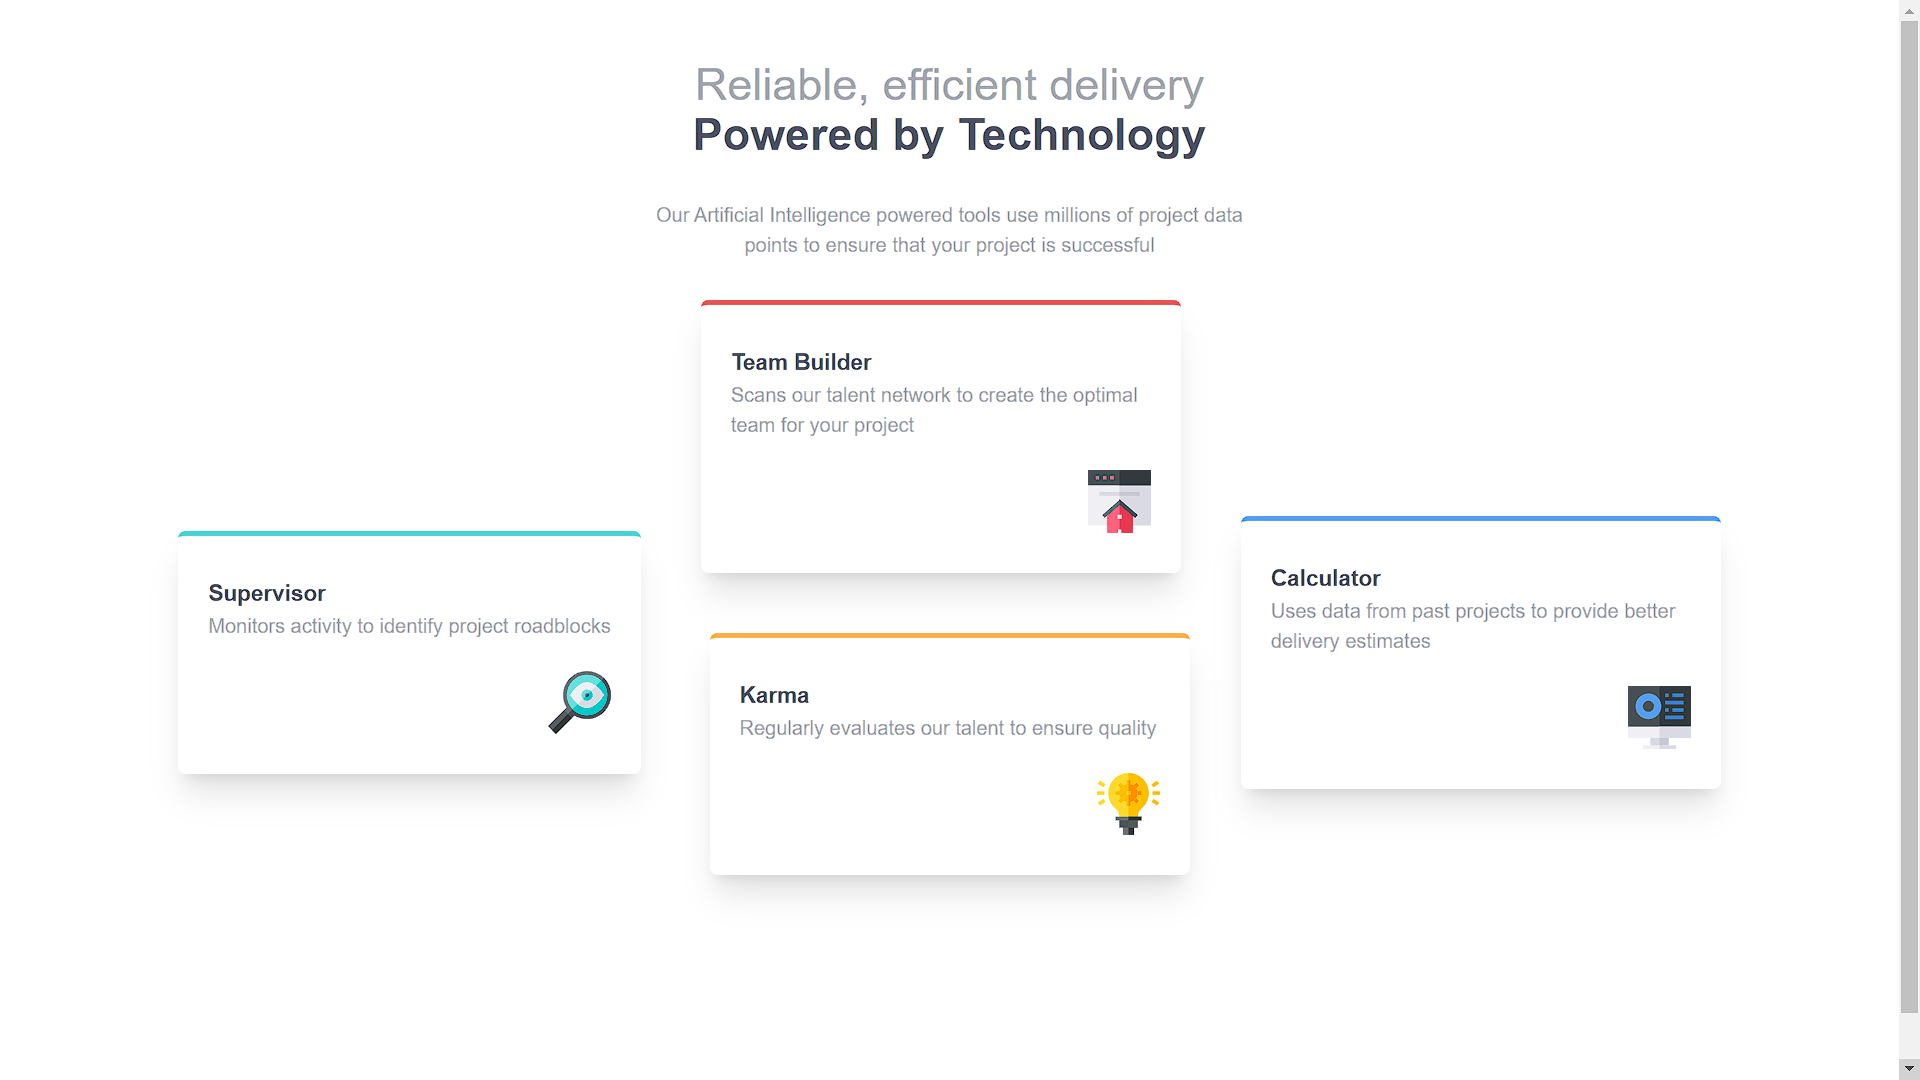 Reliable, efficient delivery
Powered by Technology
Our Artificial Intelligence powered tools use millions of project data
points to ensure that your project is successful
Team Builder
Scans our talent network to create the optimal
team for your project
Supervisor
Monitors activity to identify project roadblocks
Karma
Regularly evaluates our talent to ensure quality
Calculator
Uses data from past projects to provide better
delivery estimates